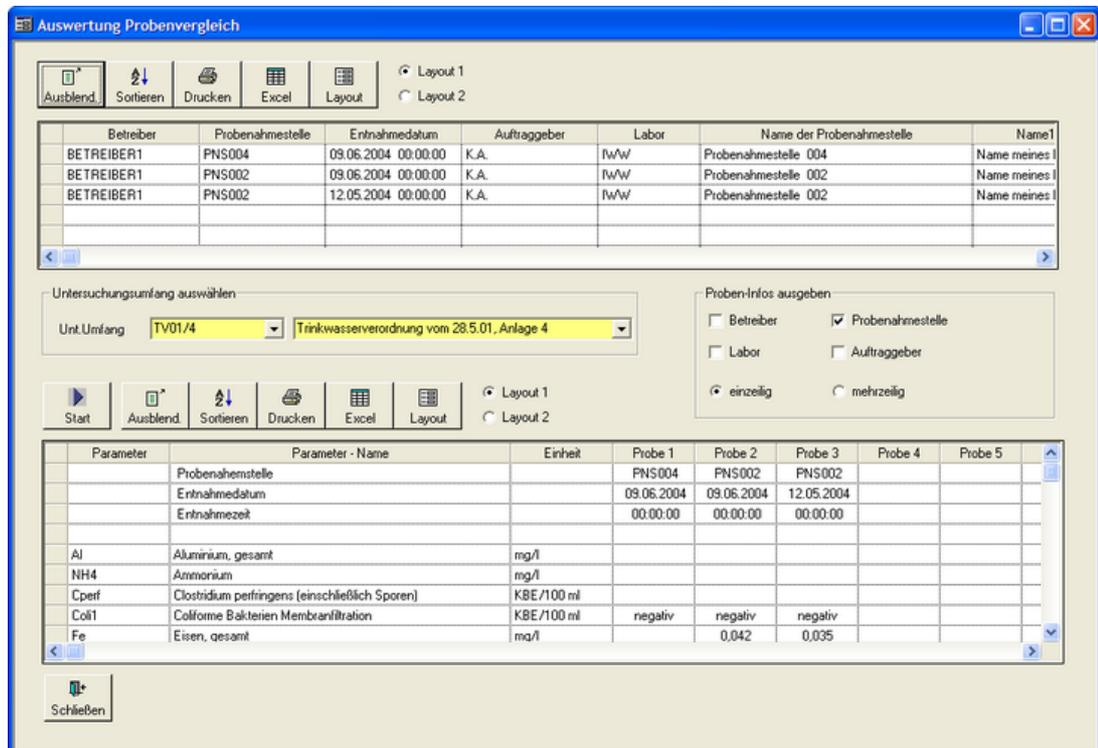 Auswertung Probenvergleich
Ausblend. Sortieren Drucken Excel Layout
Layout 1
Layout 2
Betreiber Probenahmestelle Entnahmedatum Auftraggeber Labor Name der Probenahmestelle Name1
BETREIBER1 PNS004 09.06.2004 00:00:00 K.A. IWW Probenahmestelle 004 Name meines
BETREIBER1 PNS002 09.06.2004 00:00:00 K.A. IWW Probenahmestelle 002 Name meines
BETREIBER1 PNS002 12.05.2004 00:00:00 K.A. IWW Probenahmestelle 002 Name meines
Untersuchungsumfang auswählen
Unt.Umfang TV01/4 Trinkwasserverordnung vom 28.5.01, Anlage 4
Proben-Infos ausgeben
Betreiber Probenahmestelle
Labor Auftraggeber
einzeilig mehrzeilig
Start Ausblend. Sortieren Drucken Excel Layout
Layout 1
Layout 2
Parameter Parameter - Name Einheit Probe 1 Probe 2 Probe 3 Probe 4 Probe 5
Probenahemstelle PNS004 PNS002 PNS002
Entnahmedatum 09.06.2004 09.06.2004 12.05.2004
Entnahmezeit 00:00:00 00:00:00 00:00:00
Al Aluminium, gesamt mg/l
NH4 Ammonium mg/l
Cperf Clostridium perfringens (einschließlich Sporen) KBE/100 ml
Coli1 Coliforme Bakterien Membranfiltration KBE/100 ml negativ negativ negativ
Fe Eisen, gesamt mg/l 0,042 0,035
Schließen